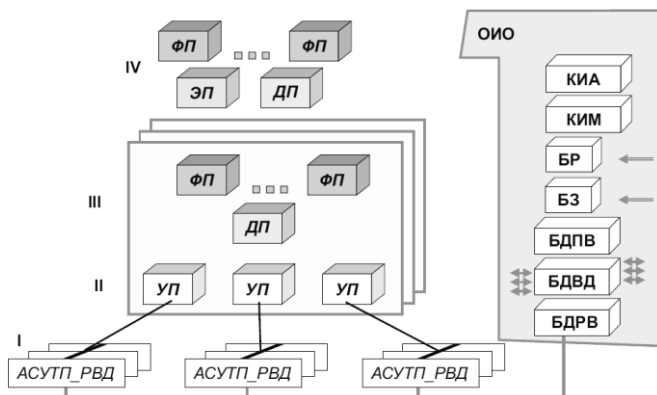 ФП ФП
IV
ЭП ДП
ФП ФП
III
ДП
II
УП УП УП
I
АСУТП_РВД АСУТП_РВД АСУТП_РВД
ОИО
КИА
КИМ
БР
БЗ
БДПВ
БДВД
БДРВ